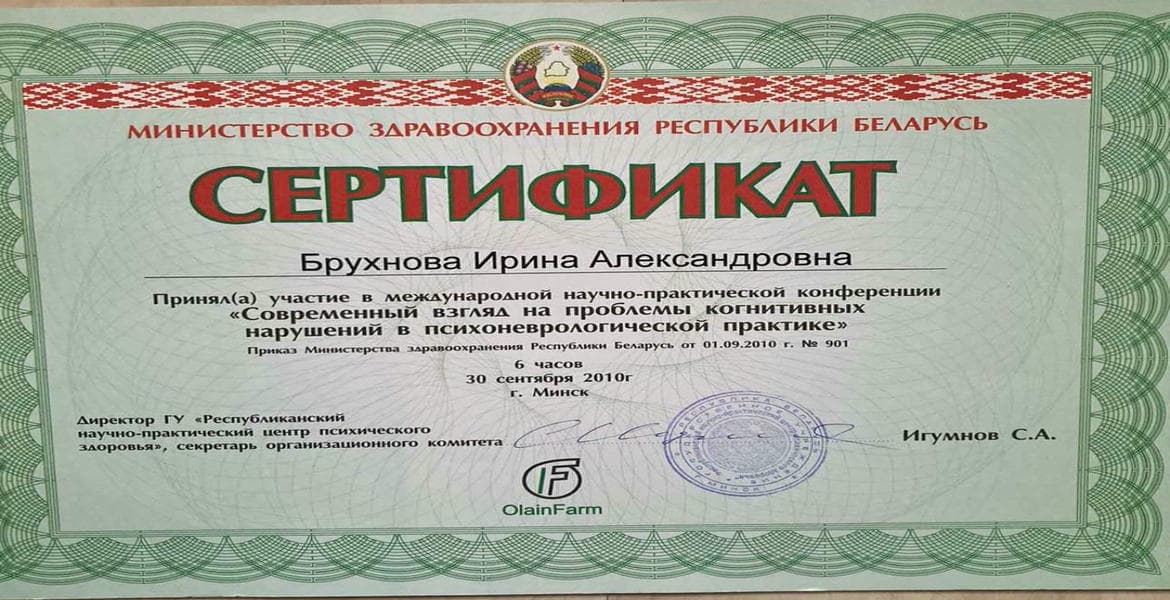 МИНИСТЕРСТВО ЗДРАВООХРАНЕНИЯ РЕСПУБЛИКИ БЕЛАРУСЬ
СЕРТИФИКАТ
Брухнова Ирина Александровна
Принял(а) участие в международной научно-практической конференции
«Современный взгляд на проблемы когнитивных
нарушений в психоневрологической практике»
Приказ Министерства здравоохранения Республики Беларусь от 01.09.2010 г. № 901
6 часов
30 сентября 2010г
г. Минск
Директор ГУ «Республиканский
научно-практический центр психического
здоровья», секретарь организационного комитета
Игумнов С.А.
OlainFarm